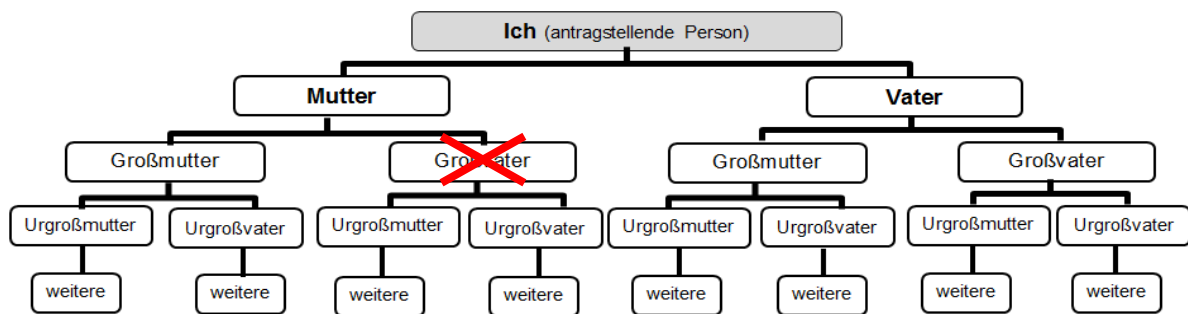 Ich (antragstellende Person)
Mutter Vater
Großmutter Großvater Großmutter Großvater
Urgroßmutter Urgroßvater Urgroßmutter Urgroßvater Urgroßmutter Urgroßvater Urgroßmutter Urgroßvater
weitere weitere weitere weitere weitere weitere weitere weitere